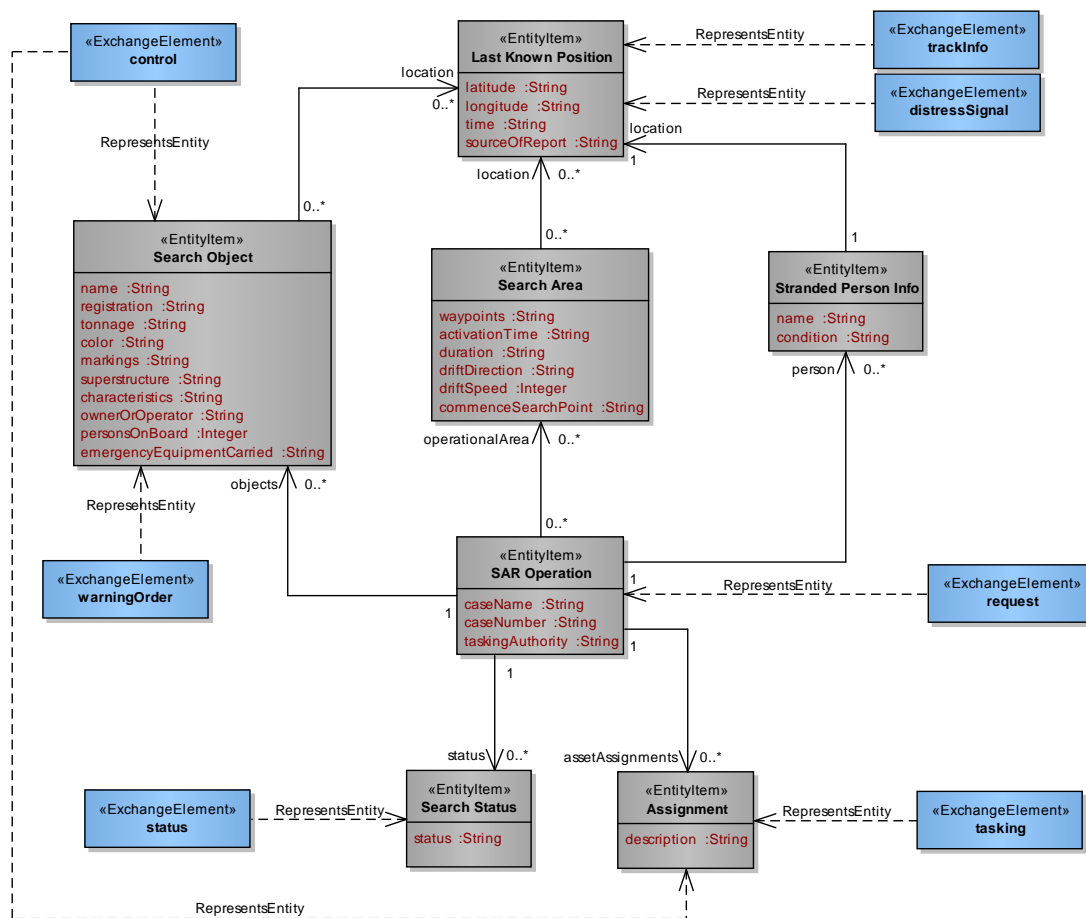 «ExchangeElement»
control
«EntityItem»
Last Known Position
latitude :String
longitude :String
time :String
sourceOfReport :String
RepresentsEntity
«ExchangeElement»
trackInfo
RepresentsEntity
«ExchangeElement»
distressSignal
location
0..*
location
1
RepresentsEntity
location
0..*
0..*
0..*
1
«EntityItem»
Search Object
name :String
registration :String
tonnage :String
color :String
markings :String
superstructure :String
characteristics :String
ownerOrOperator :String
personsOnBoard :Integer
emergencyEquipmentCarried :String
«EntityItem»
Search Area
waypoints :String
activationTime :String
duration :String
driftDirection :String
driftSpeed :Integer
commenceSearchPoint :String
«EntityItem»
Stranded Person Info
name :String
condition :String
person
0..*
operationalArea
0..*
objects
0..*
RepresentsEntity
0..*
«ExchangeElement»
warningOrder
«EntityItem»
SAR Operation
caseName :String
caseNumber :String
taskingAuthority :String
1
1
1
1
RepresentsEntity
«ExchangeElement»
request
status
0..*
assetAssignments
0..*
«ExchangeElement»
status
RepresentsEntity
«EntityItem»
Search Status
status :String
«EntityItem»
Assignment
description :String
RepresentsEntity
«ExchangeElement»
tasking
RepresentsEntity